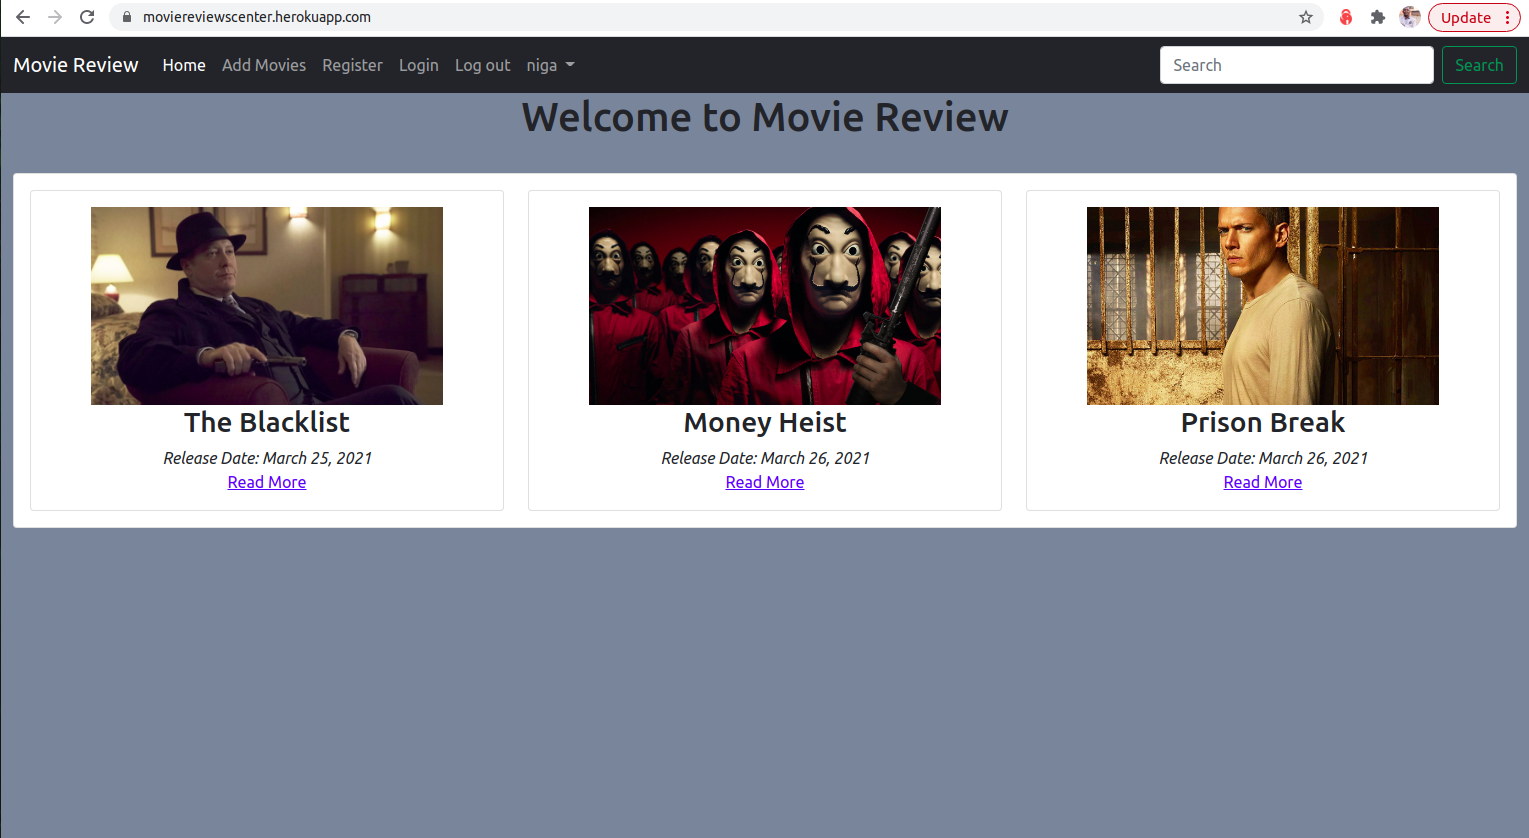 moviereviewscenter.herokuapp.com
Update
Movie Review Home Add Movies Register Login Log out niga Search Search
Welcome to Movie Review
The Blacklist
Release Date: March 25, 2021
Read More
Money Heist
Release Date: March 26, 2021
Read More
Prison Break
Release Date: March 26, 2021
Read More